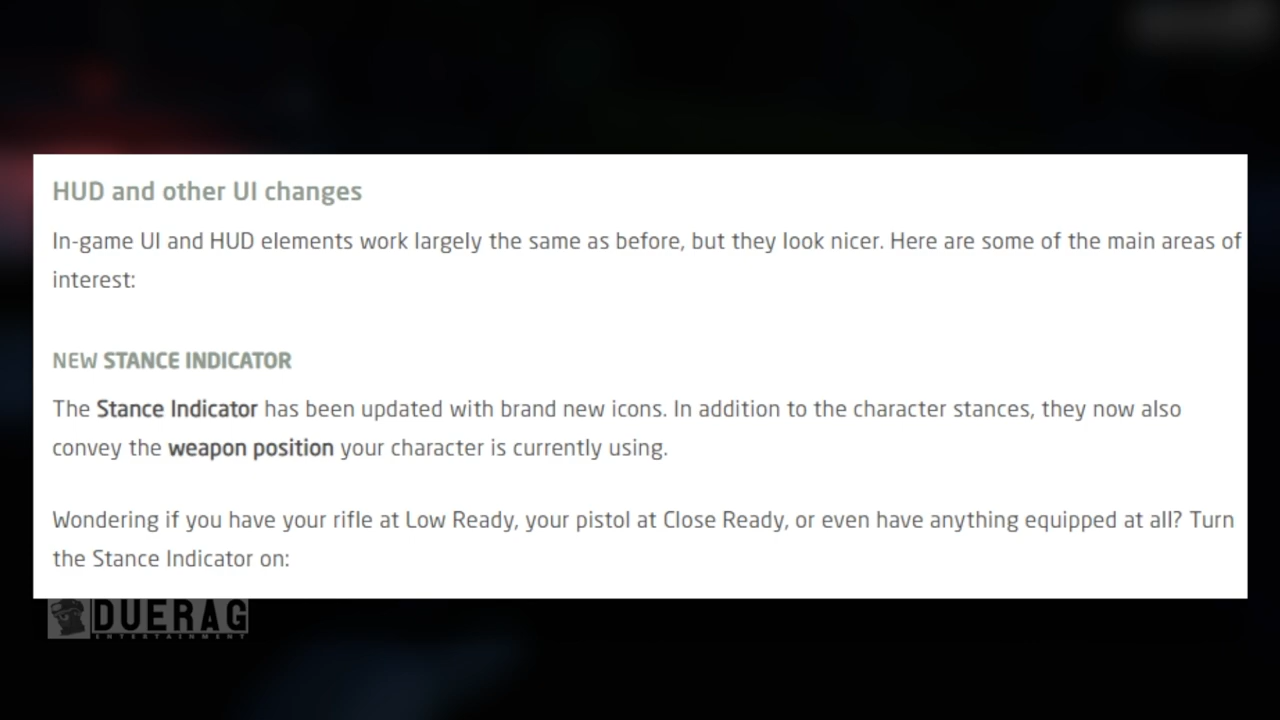 HUD and other UI changes
In-game UI and HUD elements work largely the same as before, but they look nicer. Here are some of the main areas of
interest:
NEW STANCE INDICATOR
The Stance Indicator has been updated with brand new icons. In addition to the character stances, they now also
convey the weapon position your character is currently using.
Wondering if you have your rifle at Low Ready, your pistol at Close Ready, or even have anything equipped at all? Turn
the Stance Indicator on:
DUERAG
ENTERTAINMENT